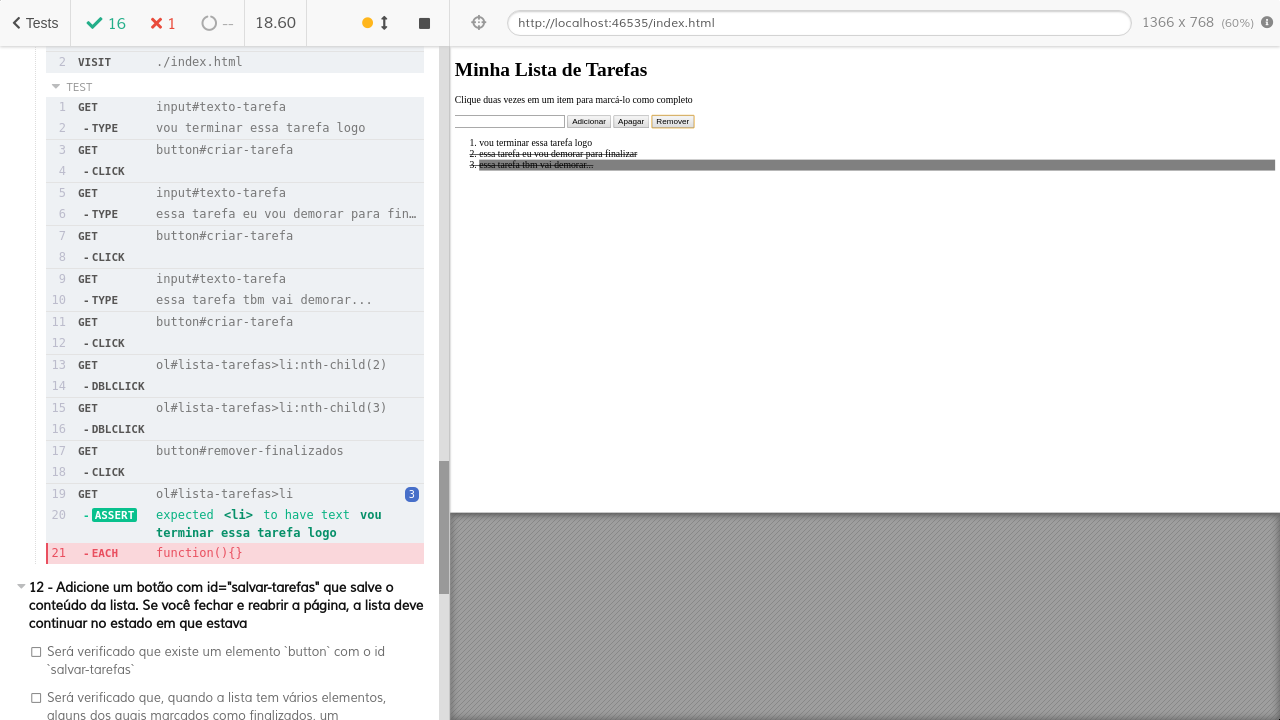 Tests 16 1 -- 18.60 http://localhost:46535/index.html 1366 x 768 (60%)
2 VISIT ./index.html
TEST
1 GET input#texto-tarefa
2 - TYPE vou terminar essa tarefa logo
3 GET button#criar-tarefa
4 - CLICK
5 GET input#texto-tarefa
6 - TYPE essa tarefa eu vou demorar para fin…
7 GET button#criar-tarefa
8 - CLICK
9 GET input#texto-tarefa
10 - TYPE essa tarefa tbm vai demorar...
11 GET button#criar-tarefa
12 - CLICK
13 GET ol#lista-tarefas>li:nth-child(2)
14 - DBLCLICK
15 GET ol#lista-tarefas>li:nth-child(3)
16 - DBLCLICK
17 GET button#remover-finalizados
18 - CLICK
19 GET ol#lista-tarefas>li 3
20 - ASSERT expected <li> to have text vou
terminar essa tarefa logo
21 - EACH function(){}
12 - Adicione um botão com id="salvar-tarefas" que salve o
conteúdo da lista. Se você fechar e reabrir a página, a lista deve
continuar no estado em que estava
Será verificado que existe um elemento `button` com o id
`salvar-tarefas`
Será verificado que, quando a lista tem vários elementos,
alguns dos quais marcados como finalizados, um
Minha Lista de Tarefas
Clique duas vezes em um item para marcá-lo como completo
Adicionar Apagar Remover
1. vou terminar essa tarefa logo
2. essa tarefa eu vou demorar para finalizar
3. essa tarefa tbm vai demorar...